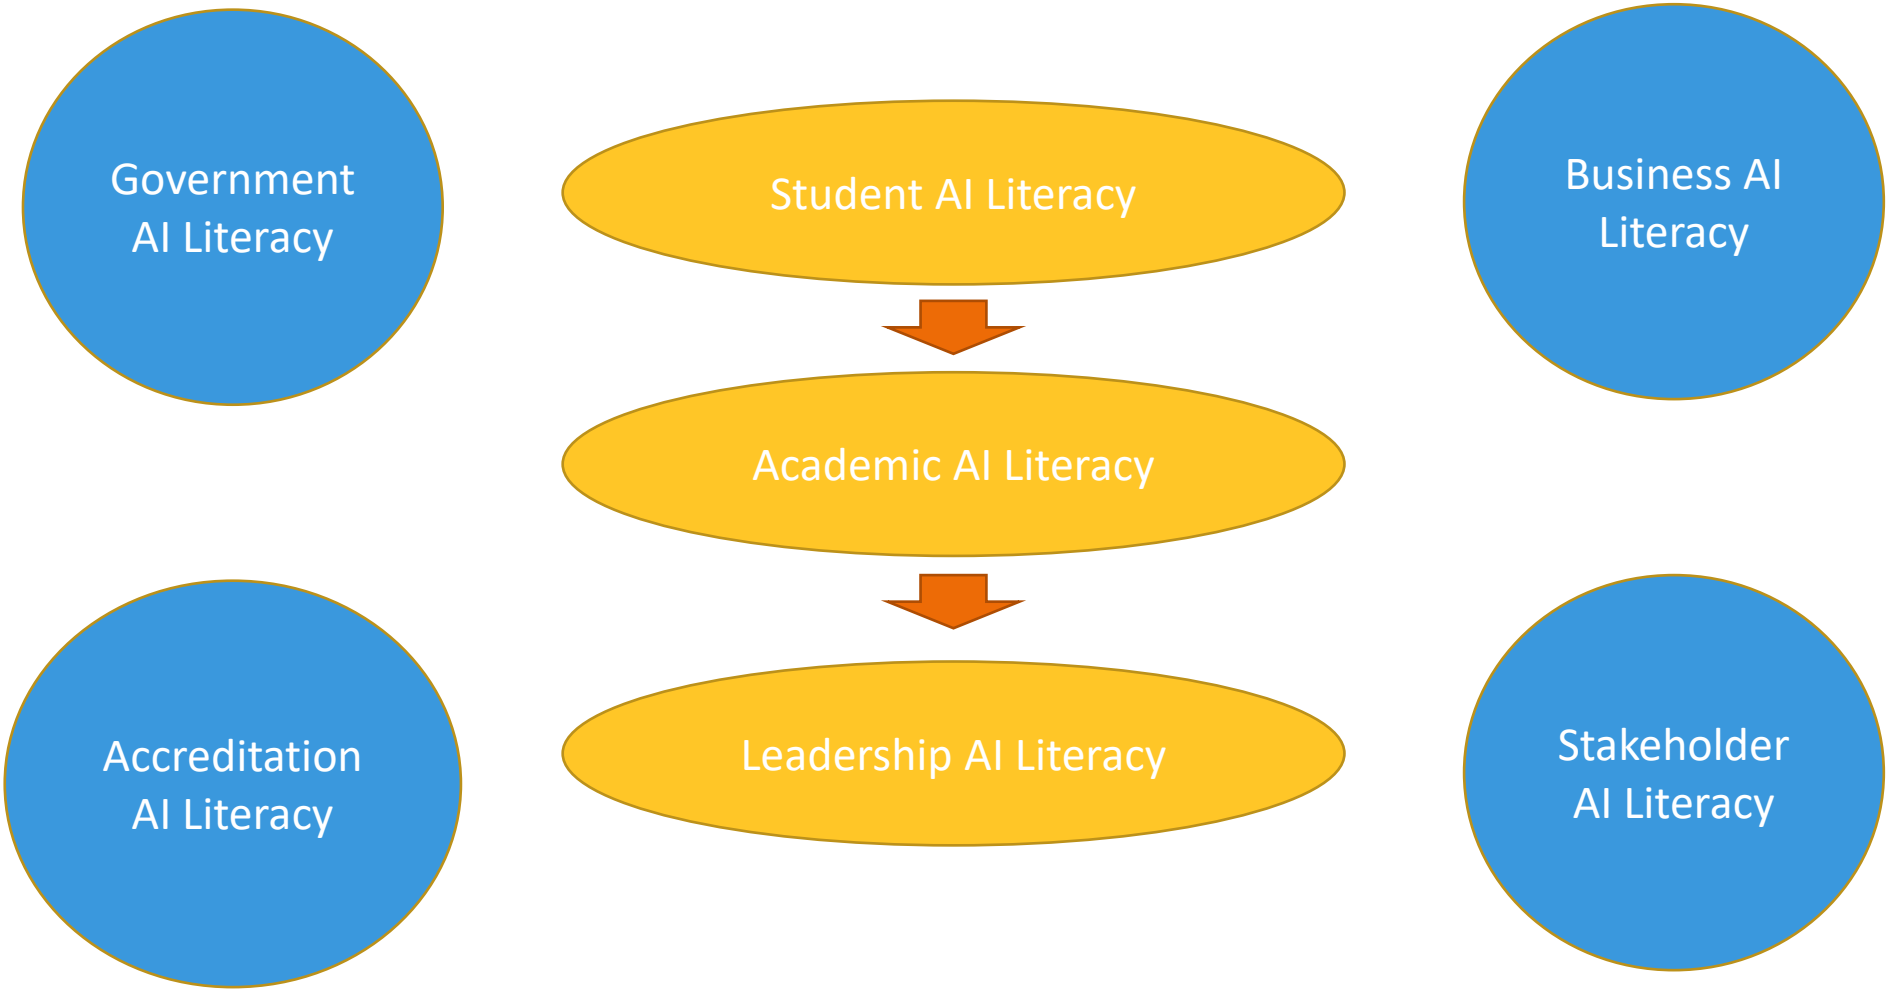 Government
AI Literacy
Student AI Literacy
Business AI
Literacy
Academic AI Literacy
Accreditation
AI Literacy
Leadership AI Literacy
Stakeholder
AI Literacy